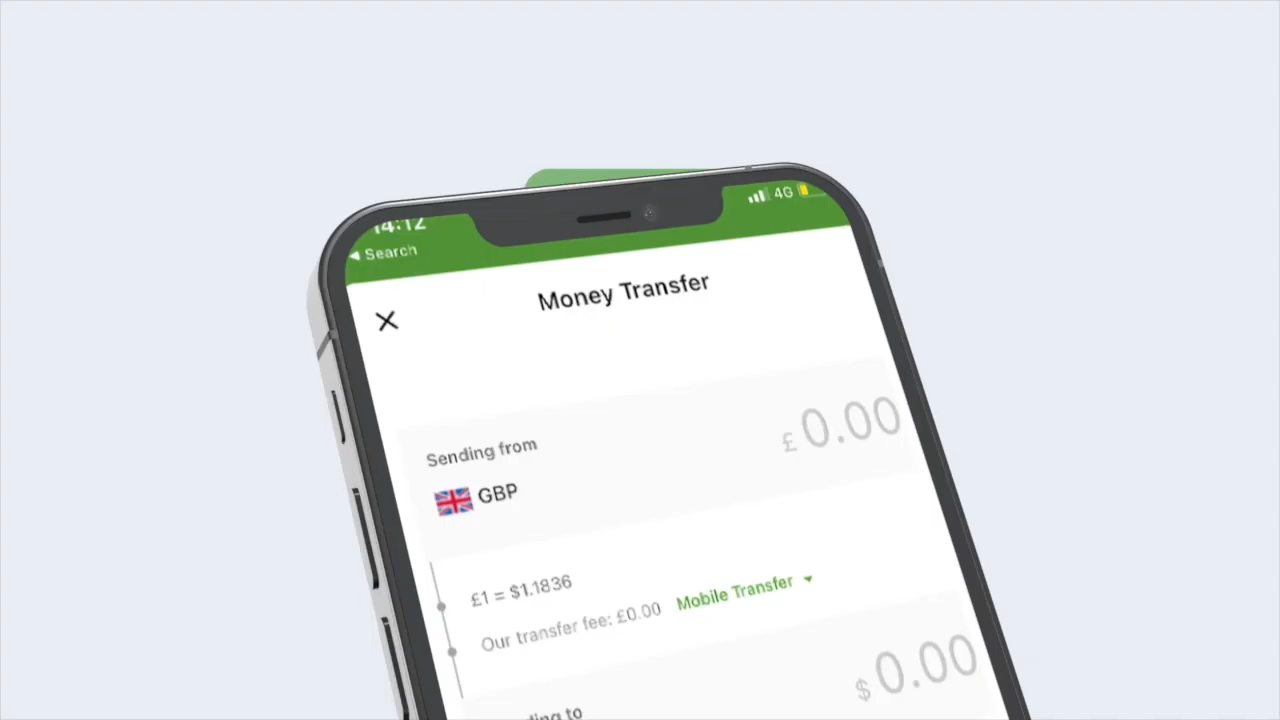 14:12
4G
◀ Search
Money Transfer
Sending from
£ 0.00
GBP
£1 = $1.1836
Our transfer fee: £0.00 Mobile Transfer
$ 0.00
to